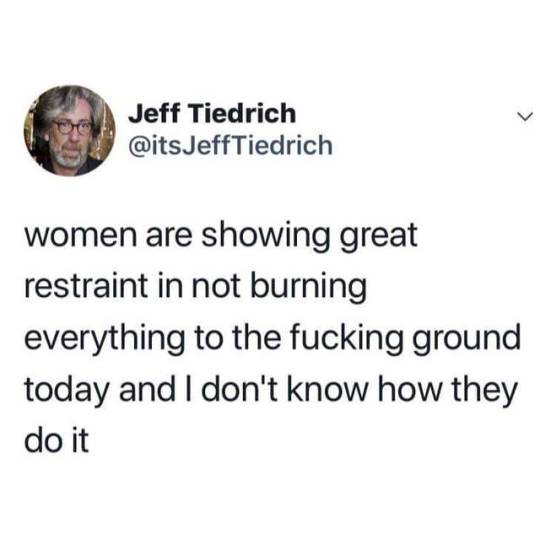 Jeff Tiedrich
@itsJeffTiedrich
women are showing great
restraint in not burning
everything to the fucking ground
today and I don't know how they
do it